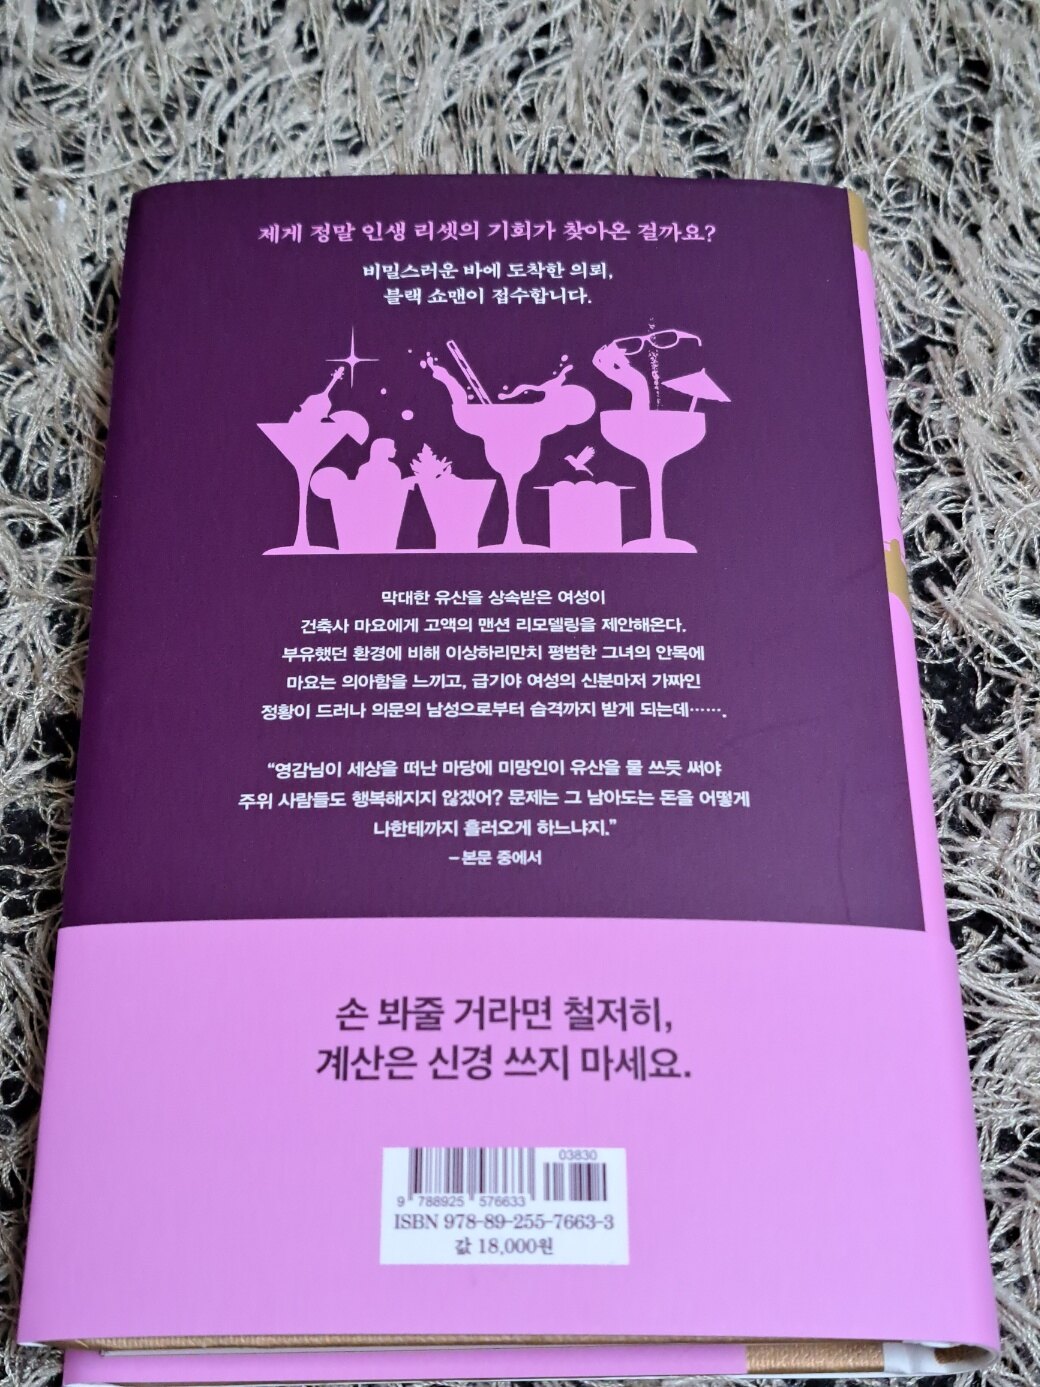 제게 정말 인생 리셋의 기회가 찾아온 걸까요?
비밀스러운 바에 도착한 의뢰,
블랙 쇼맨이 접수합니다.
막대한 유산을 상속받은 여성이
건축사 마요에게 고액의 맨션 리모델링을 제안해온다.
부유했던 환경에 비해 이상하리만치 평범한 그녀의 안목에
마요는 의아함을 느끼고, 급기야 여성의 신분마저 가짜인
정황이 드러나 의문의 남성으로부터 습격까지 받게 되는데…….
“영감님이 세상을 떠난 마당에 미망인이 유산을 물 쓰듯 써야
주위 사람들도 행복해지지 않겠어? 문제는 그 남아도는 돈을 어떻게
나한테까지 흘러오게 하느냐지.”
–본문 중에서
손 봐줄 거라면 철저히,
계산은 신경 쓰지 마세요.
03830
9 788925 576633
ISBN 978-89-255-7663-3
값 18,000원